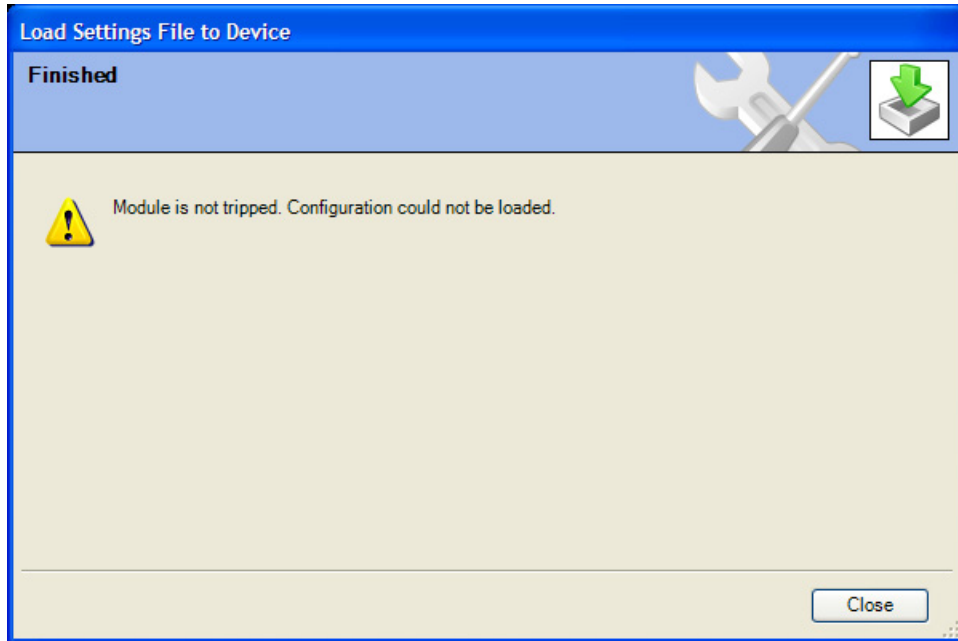 Load Settings File to Device
Finished
Module is not tripped. Configuration could not be loaded.
Close